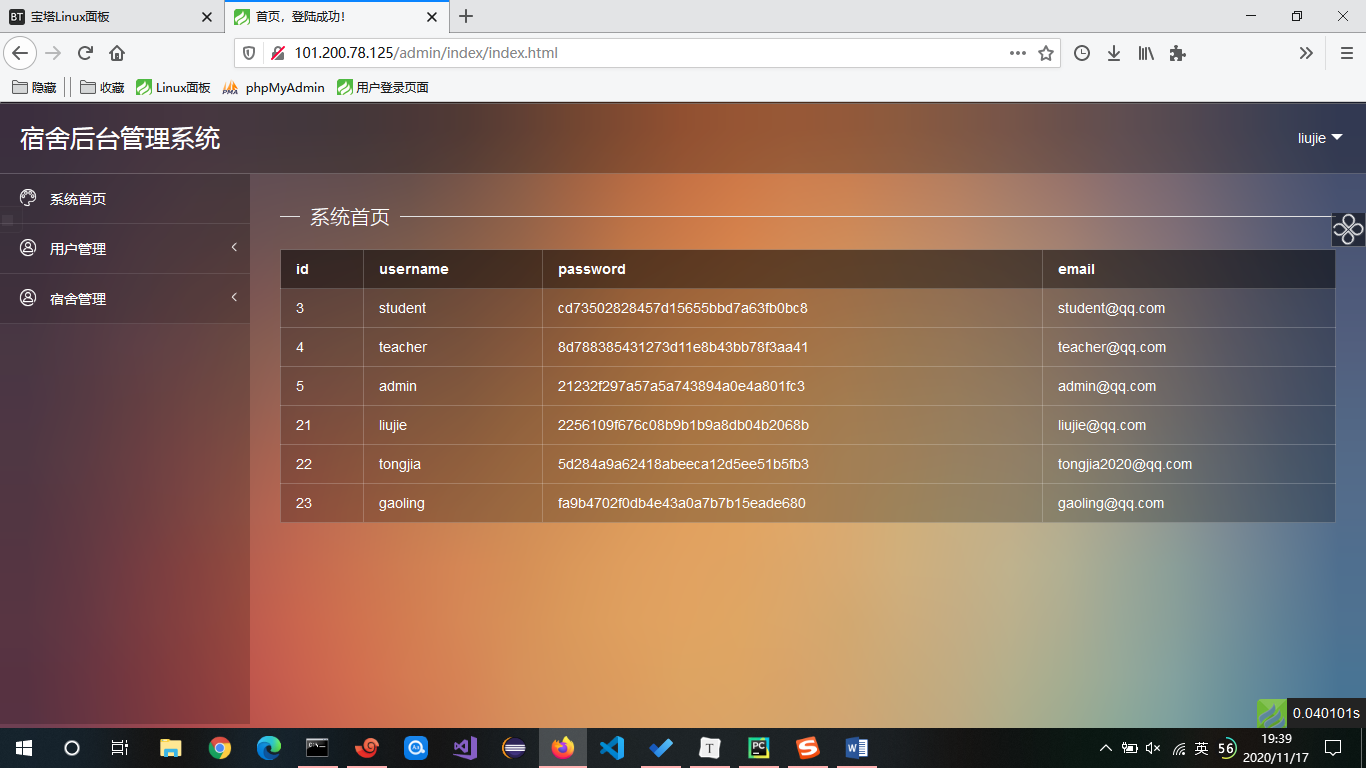 宝塔Linux面板
首页，登陆成功!
101.200.78.125/admin/index/index.html
隐藏 收藏 Linux面板 phpMyAdmin 用户登录页面
宿舍后台管理系统
liujie
系统首页
用户管理
宿舍管理
系统首页
id username password email
3 student cd73502828457d15655bbd7a63fb0bc8 student@qq.com
4 teacher 8d788385431273d11e8b43bb78f3aa41 teacher@qq.com
5 admin 21232f297a57a5a743894a0e4a801fc3 admin@qq.com
21 liujie 2256109f676c08b9b1b9a8db04b2068b liujie@qq.com
22 tongjia 5d284a9a62418abeeca12d5ee51b5fb3 tongjia2020@qq.com
23 gaoling fa9b4702f0db4e43a0a7b7b15eade680 gaoling@qq.com
0.040101s
英 56 19:39
2020/11/17